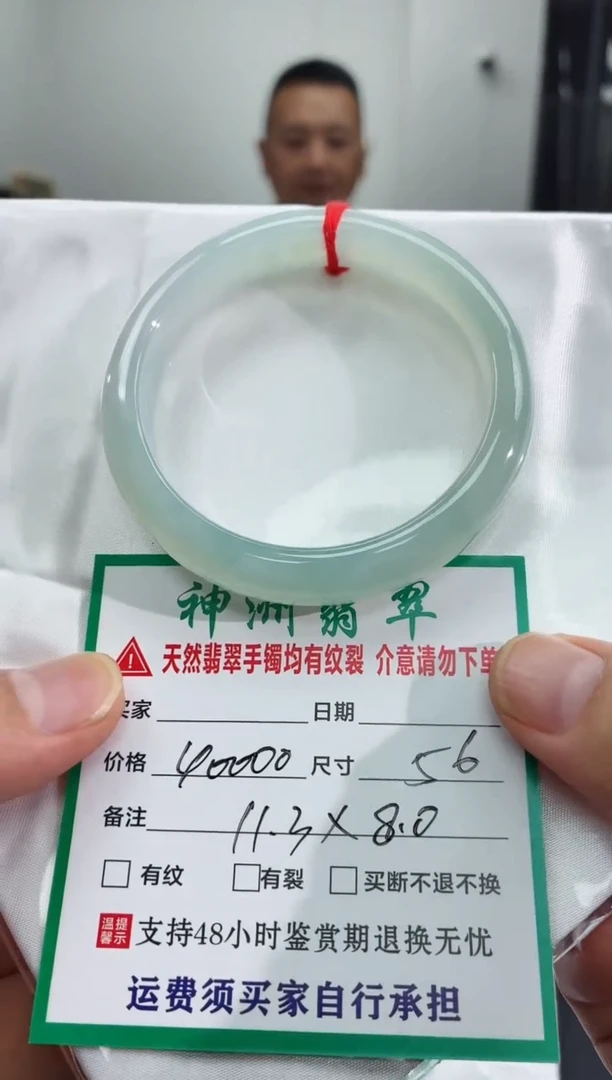 神洲翡翠
天然翡翠手镯均有纹裂 介意请勿下单
买家 日期
价格 40000 尺寸 56
备注 11.3×8.0
有纹 有裂 买断不退不换
温馨提示 支持48小时鉴赏期退换无忧
运费须买家自行承担